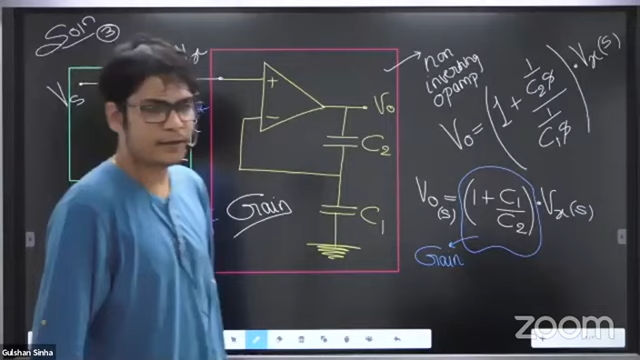 Soln ③
Vs
Vx
+
−
Vo
C2
C1
Gain
non
inverting
opamp
Vo = (1 + 1/C2s / 1/C1s) · Vx(s)
Vo(s) = (1 + C1/C2) · Vx(s)
Gain
zoom
Gulshan Sinha